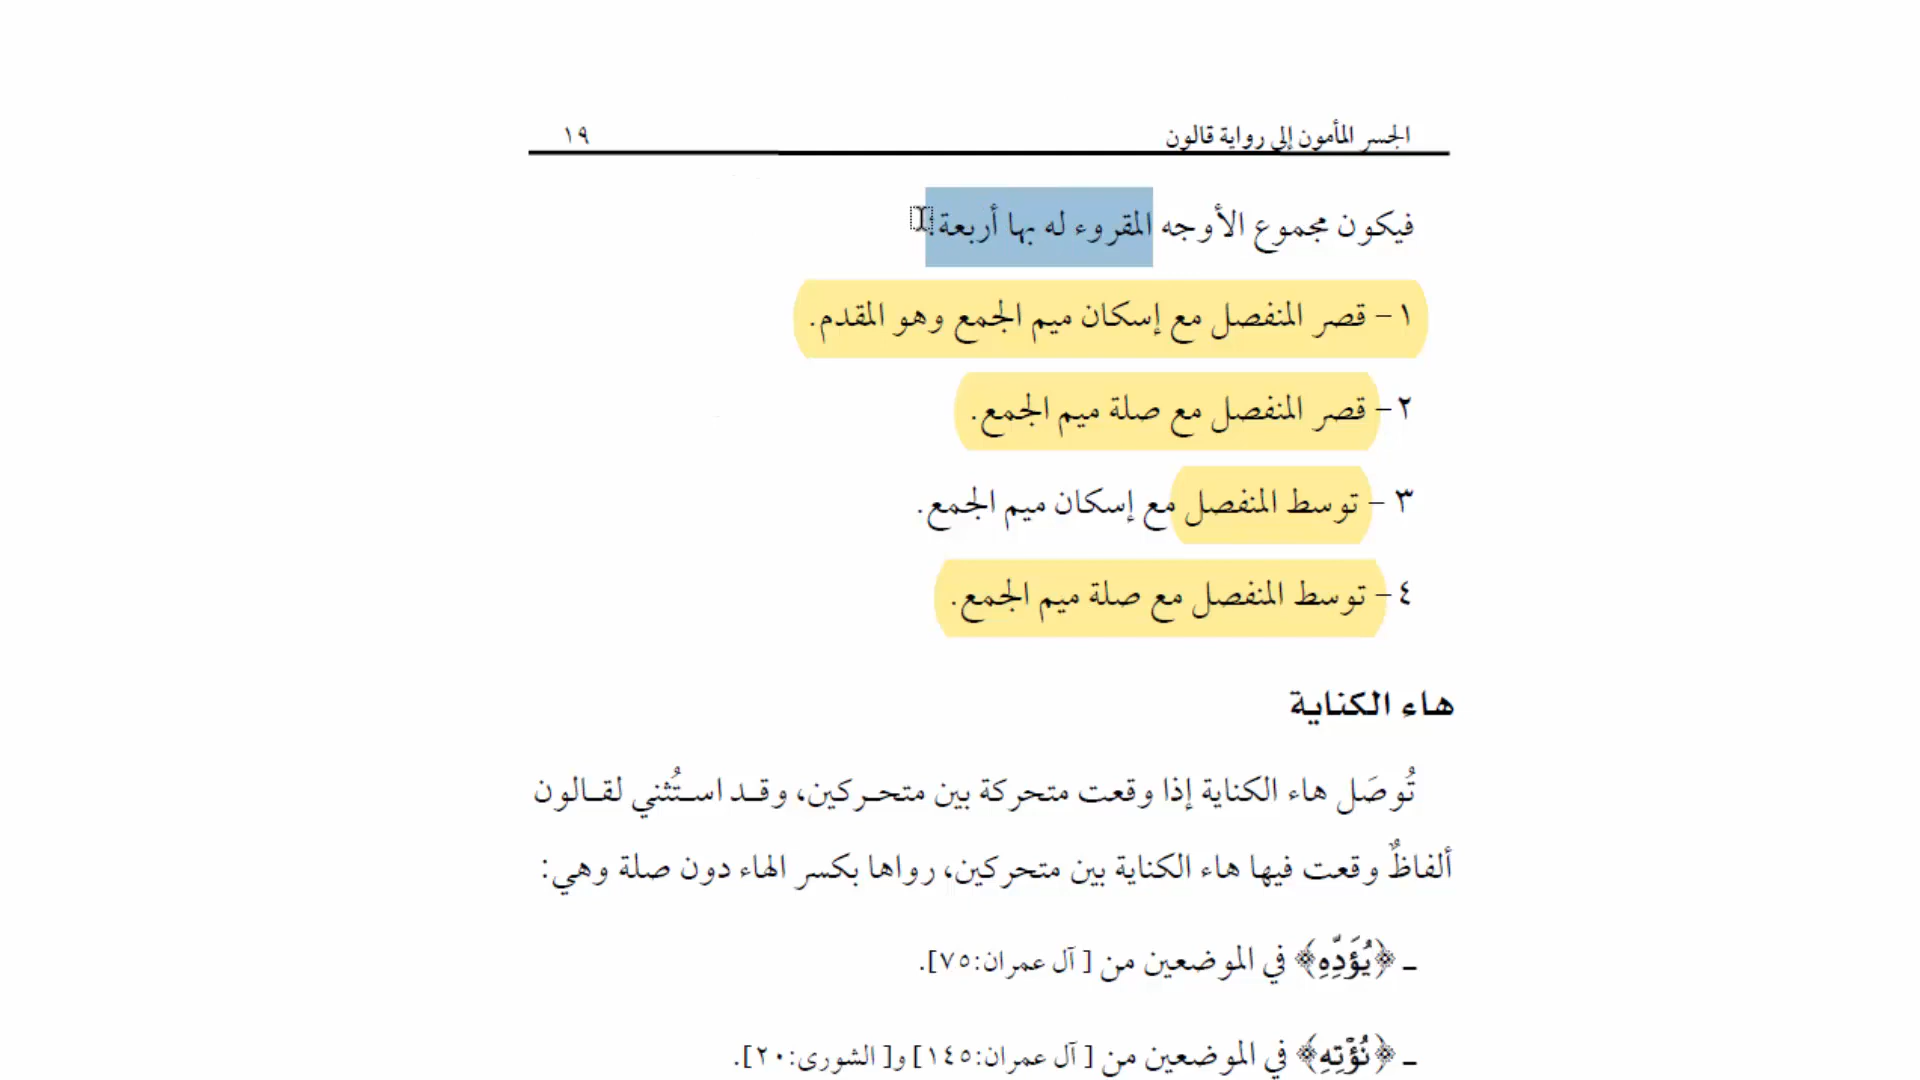 الجسر المأمون إلى رواية قالون ١٩
فيكون مجموع الأوجه المقروء له بها أربعة:
١- قصر المنفصل مع إسكان ميم الجمع وهو المقدم.
٢- قصر المنفصل مع صلة ميم الجمع.
٣- توسط المنفصل مع إسكان ميم الجمع.
٤- توسط المنفصل مع صلة ميم الجمع.
هاء الكناية
تُوصَل هاء الكناية إذا وقعت متحركة بين متحركين، وقد استُثني لقالون
ألفاظٌ وقعت فيها هاء الكناية بين متحركين، رواها بكسر الهاء دون صلة وهي:
ـ ﴿يُؤَدِّهِ﴾ في الموضعين من [آل عمران:٧٥].
ـ ﴿نُؤْتِهِ﴾ في الموضعين من [آل عمران:١٤٥] و[الشورى:٢٠].